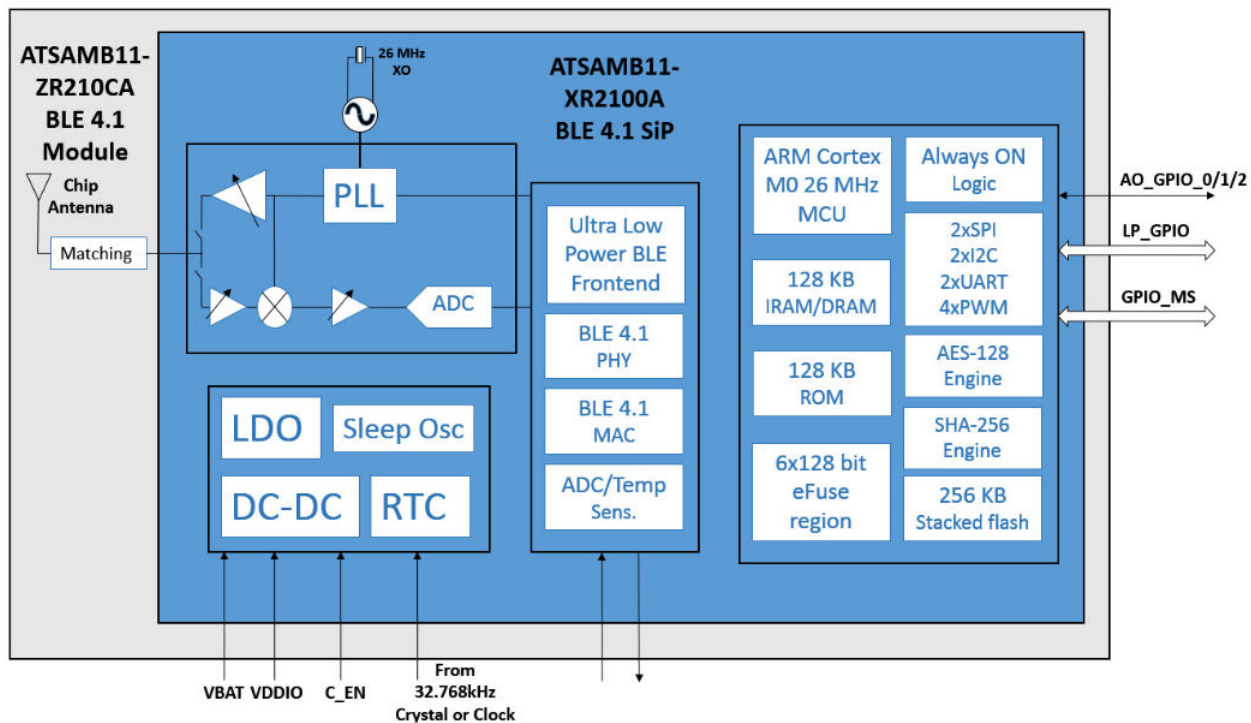 ATSAMB11-
ZR210CA
BLE 4.1
Module
Chip
Antenna
Matching
26 MHz
XO
ATSAMB11-
XR2100A
BLE 4.1 SiP
PLL
ADC
Ultra Low
Power BLE
Frontend
BLE 4.1
PHY
BLE 4.1
MAC
ADC/Temp
Sens.
LDO
Sleep Osc
DC-DC
RTC
ARM Cortex
M0 26 MHz
MCU
128 KB
IRAM/DRAM
128 KB
ROM
6x128 bit
eFuse
region
Always ON
Logic
2xSPI
2xI2C
2xUART
4xPWM
AES-128
Engine
SHA-256
Engine
256 KB
Stacked flash
AO_GPIO_0/1/2
LP_GPIO
GPIO_MS
VBAT
VDDIO
C_EN
From
32.768kHz
Crystal or Clock